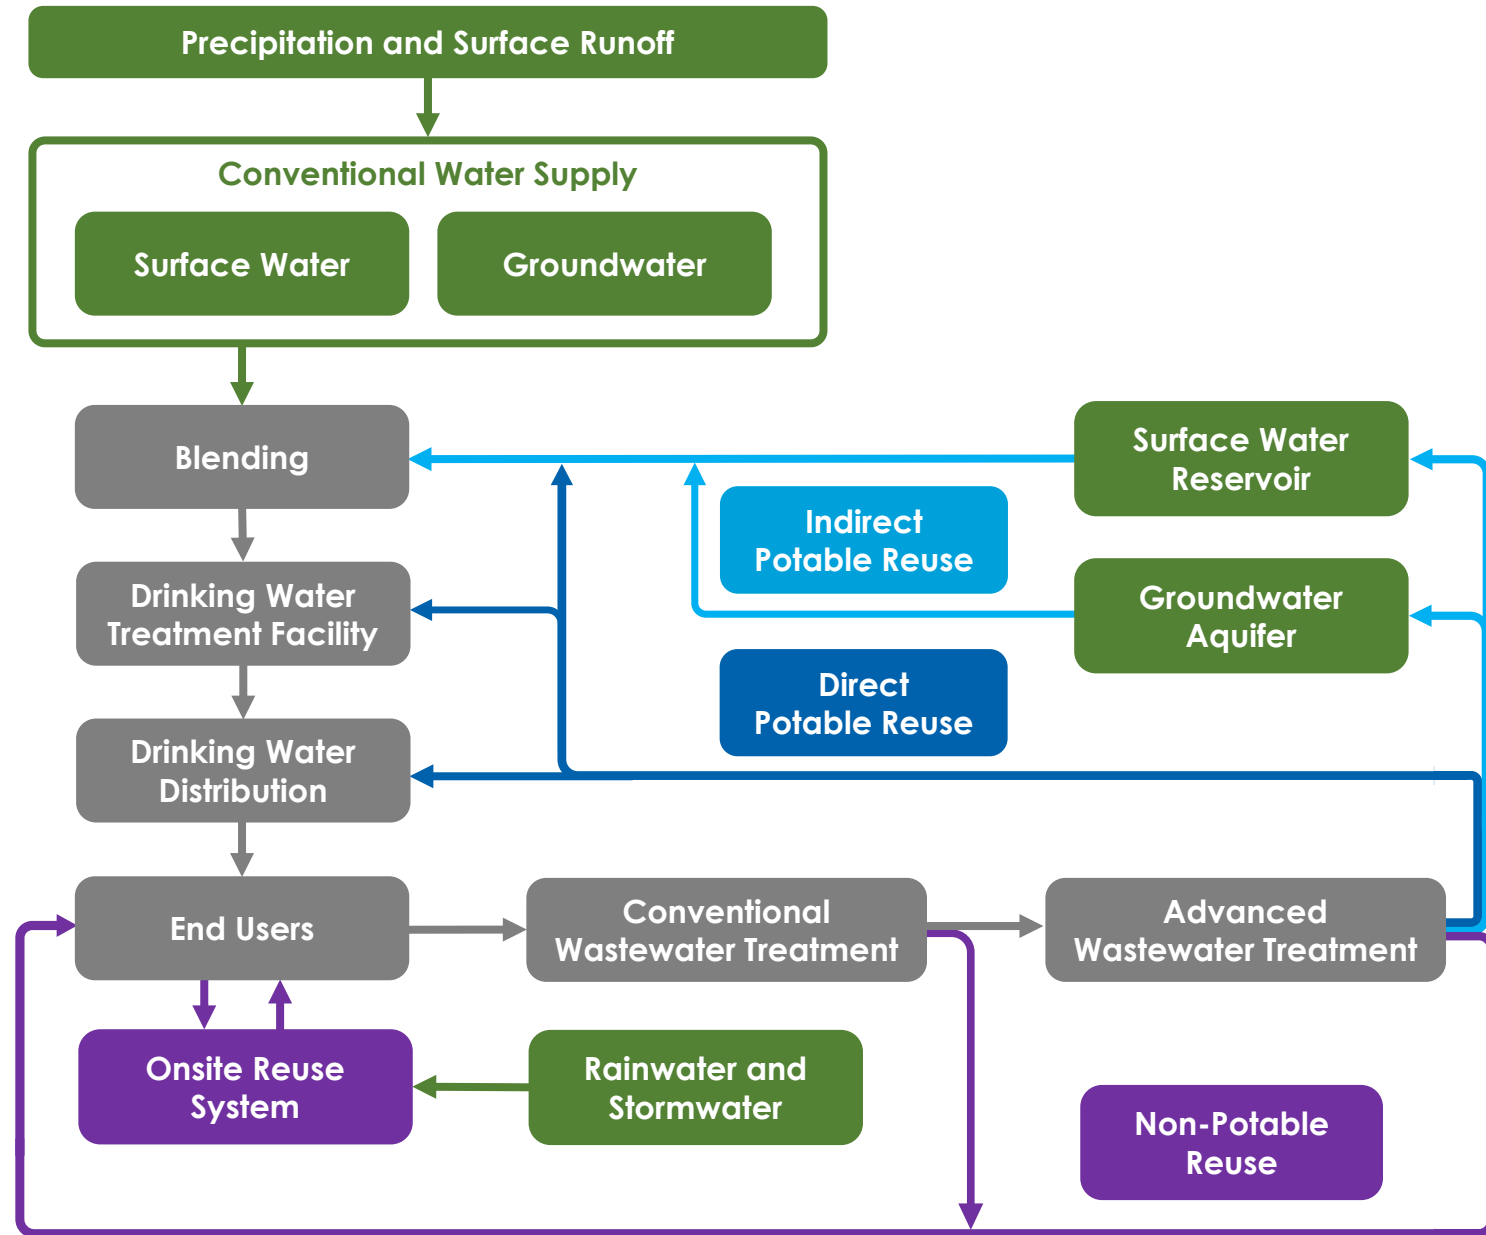 Precipitation and Surface Runoff
Conventional Water Supply
Surface Water
Groundwater
Blending
Surface Water
Reservoir
Indirect
Potable Reuse
Drinking Water
Treatment Facility
Groundwater
Aquifer
Direct
Potable Reuse
Drinking Water
Distribution
End Users
Conventional
Wastewater Treatment
Advanced
Wastewater Treatment
Onsite Reuse
System
Rainwater and
Stormwater
Non-Potable
Reuse